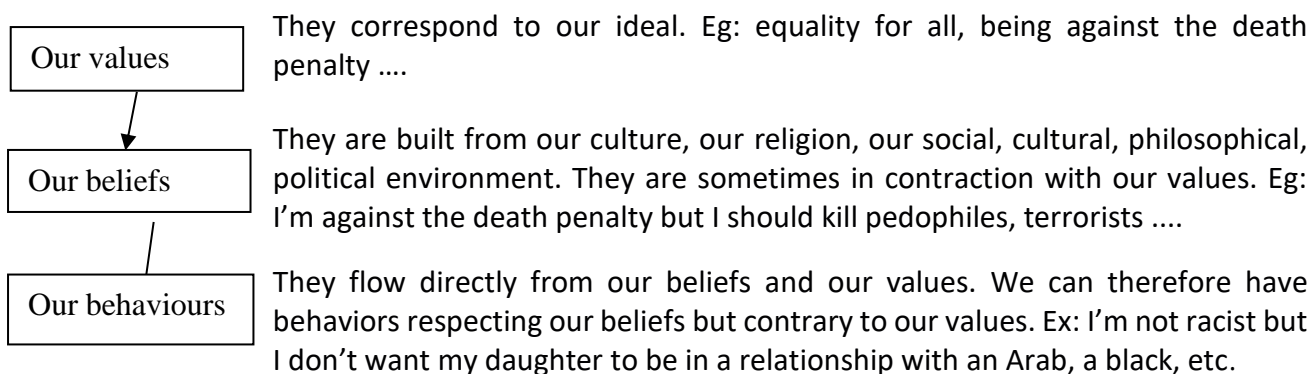 Our values
They correspond to our ideal. Eg: equality for all, being against the death
penalty ….
Our beliefs
They are built from our culture, our religion, our social, cultural, philosophical,
political environment. They are sometimes in contraction with our values. Eg:
I’m against the death penalty but I should kill pedophiles, terrorists ....
Our behaviours
They flow directly from our beliefs and our values. We can therefore have
behaviors respecting our beliefs but contrary to our values. Ex: I’m not racist but
I don’t want my daughter to be in a relationship with an Arab, a black, etc.